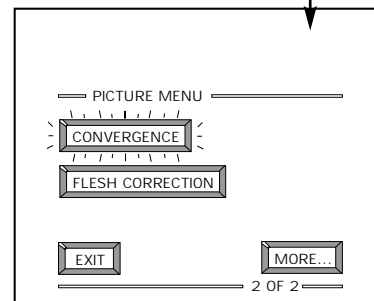 PICTURE MENU
CONVERGENCE
FLESH CORRECTION
EXIT MORE...
2 OF 2